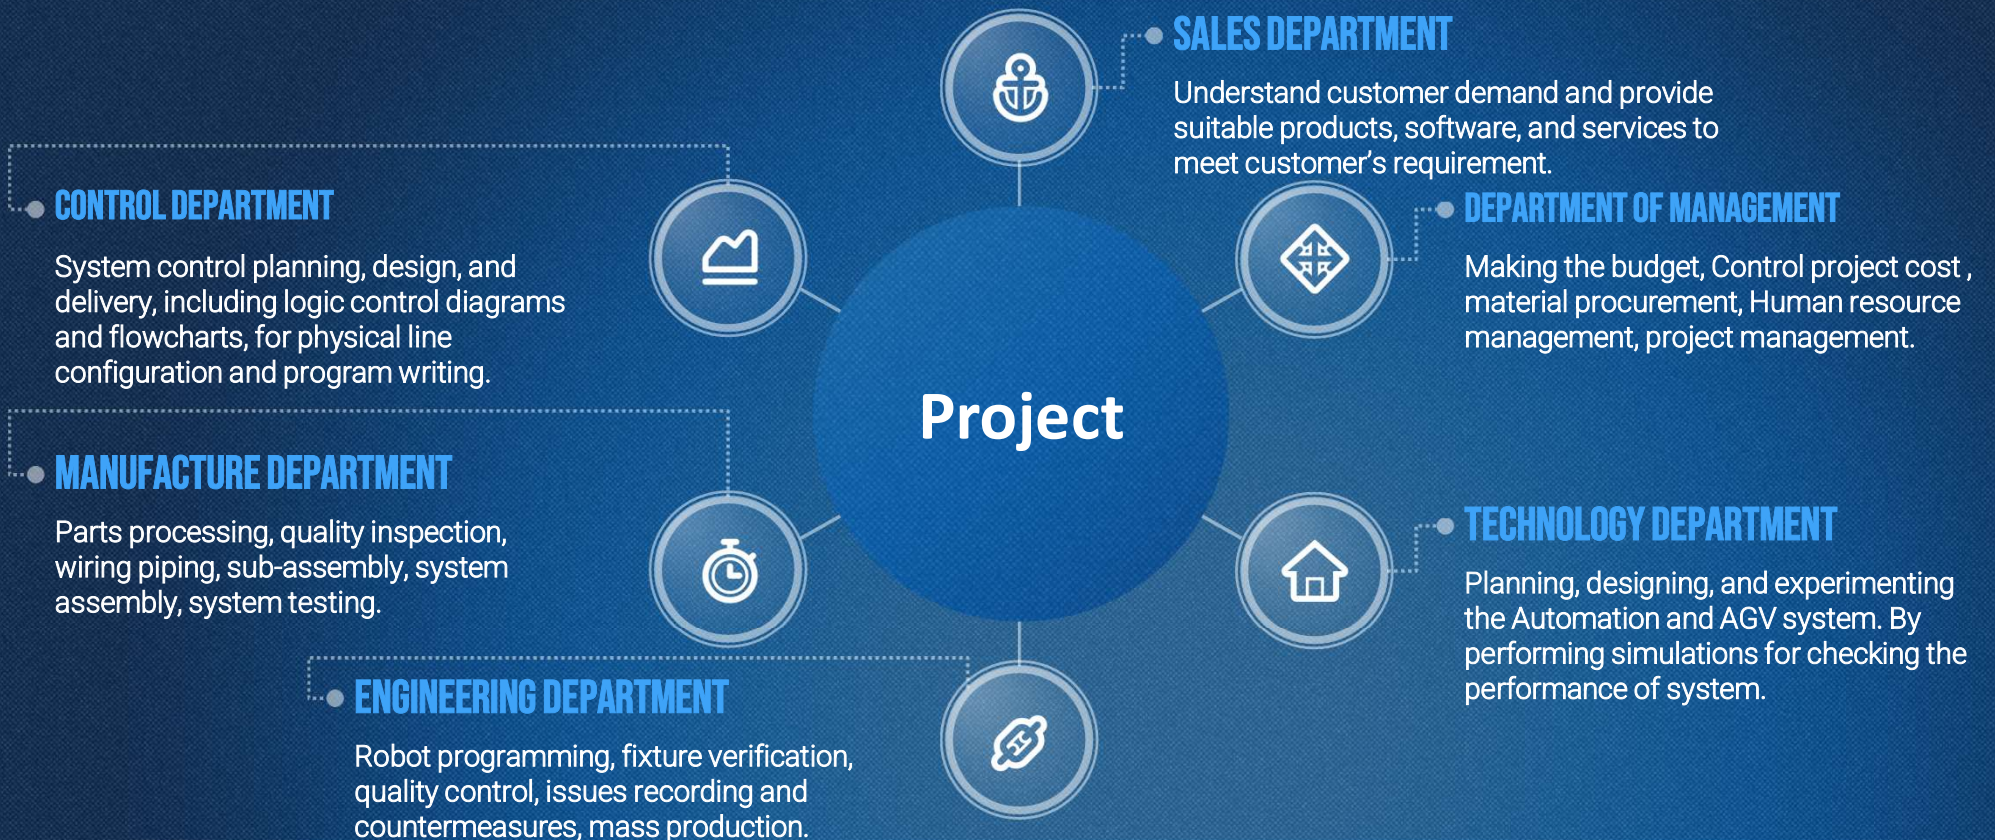 SALES DEPARTMENT
Understand customer demand and provide
suitable products, software, and services to
meet customer's requirement.
CONTROL DEPARTMENT
System control planning, design, and
delivery, including logic control diagrams
and flowcharts, for physical line
configuration and program writing.
DEPARTMENT OF MANAGEMENT
Making the budget, Control project cost ,
material procurement, Human resource
management, project management.
Project
MANUFACTURE DEPARTMENT
Parts processing, quality inspection,
wiring piping, sub-assembly, system
assembly, system testing.
TECHNOLOGY DEPARTMENT
Planning, designing, and experimenting
the Automation and AGV system. By
performing simulations for checking the
performance of system.
ENGINEERING DEPARTMENT
Robot programming, fixture verification,
quality control, issues recording and
countermeasures, mass production.